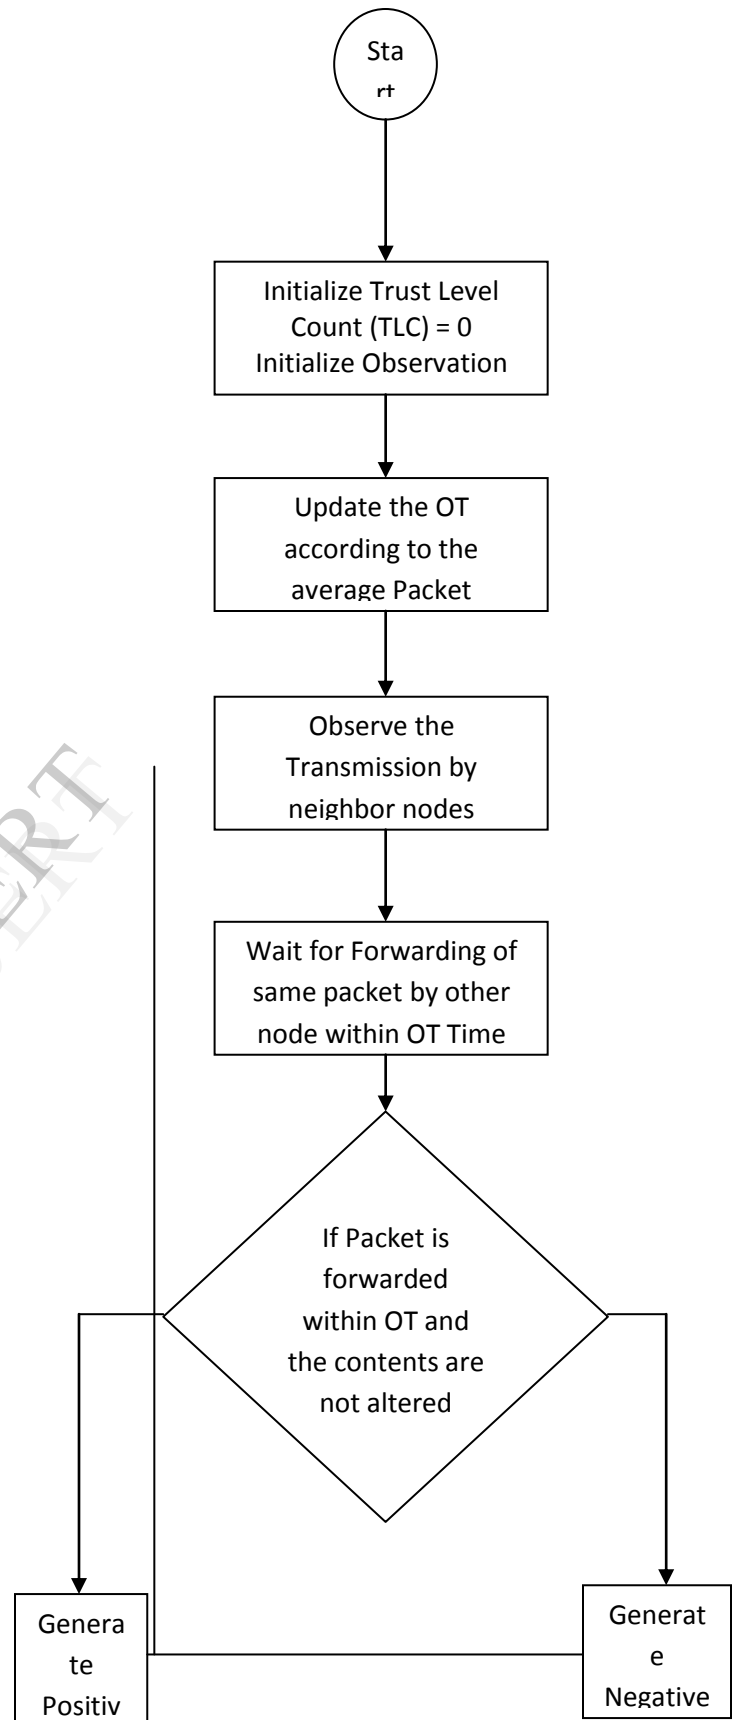 Sta
rt
Initialize Trust Level
Count (TLC) = 0
Initialize Observation
Update the OT
according to the
average Packet
Observe the
Transmission by
neighbor nodes
Wait for Forwarding of
same packet by other
node within OT Time
If Packet is
forwarded
within OT and
the contents are
not altered
Genera
te
Positiv
Generat
e
Negative
ERT